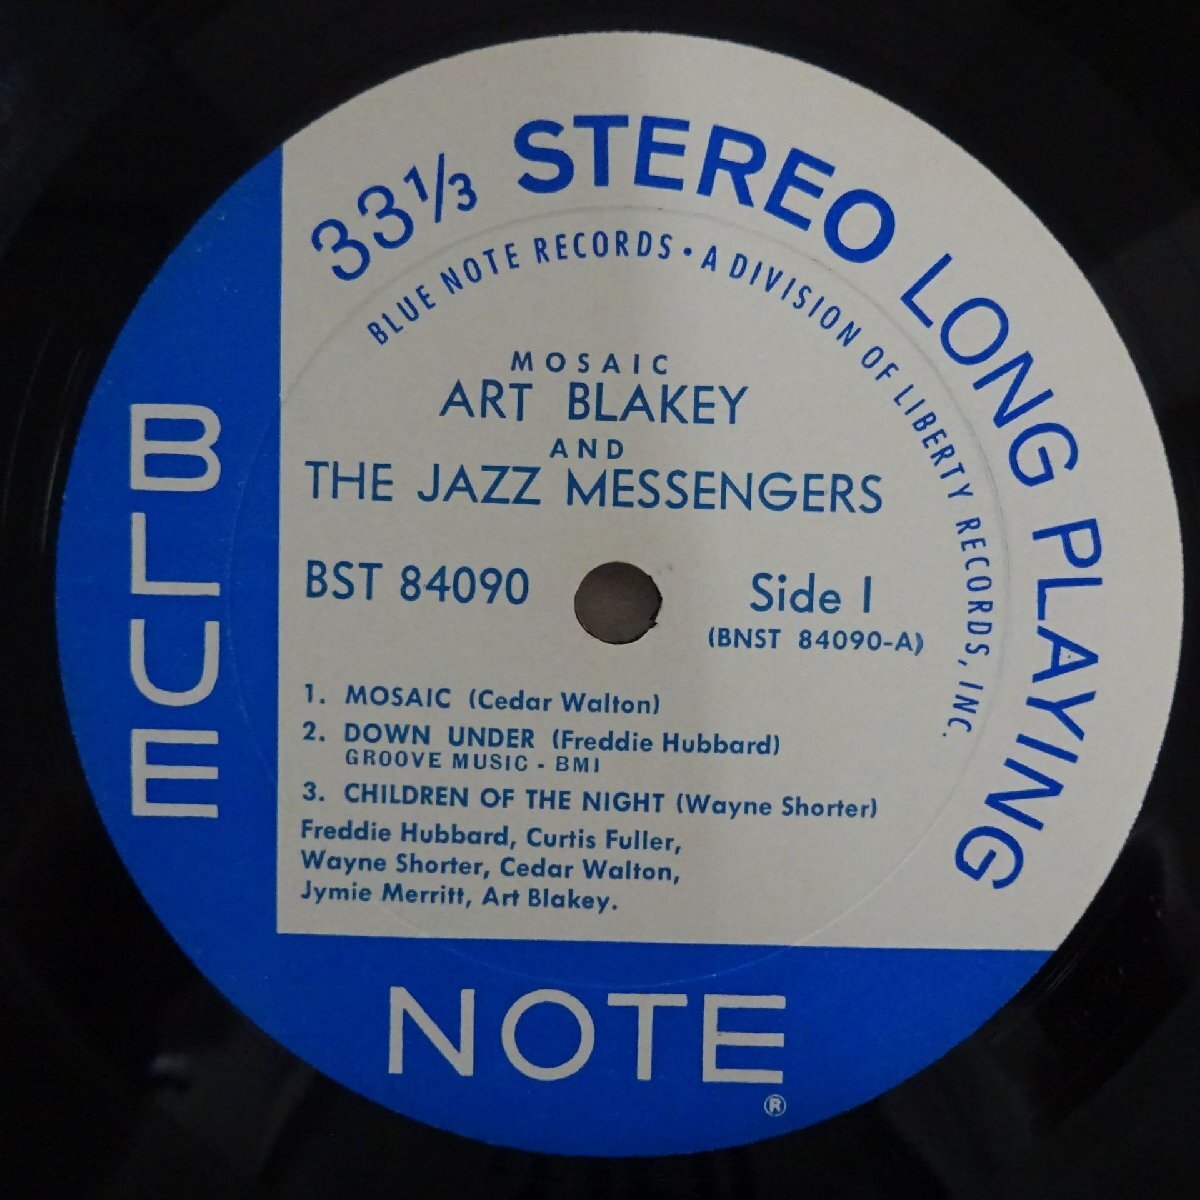 33⅓ STEREO LONG PLAYING
BLUE NOTE RECORDS • A DIVISION OF LIBERTY RECORDS, INC.
MOSAIC
ART BLAKEY
AND
THE JAZZ MESSENGERS
BST 84090
Side I
(BNST 84090-A)
1. MOSAIC (Cedar Walton)
2. DOWN UNDER (Freddie Hubbard)
GROOVE MUSIC - BMI
3. CHILDREN OF THE NIGHT (Wayne Shorter)
Freddie Hubbard, Curtis Fuller,
Wayne Shorter, Cedar Walton,
Jymie Merritt, Art Blakey.
BLUE
NOTE
®